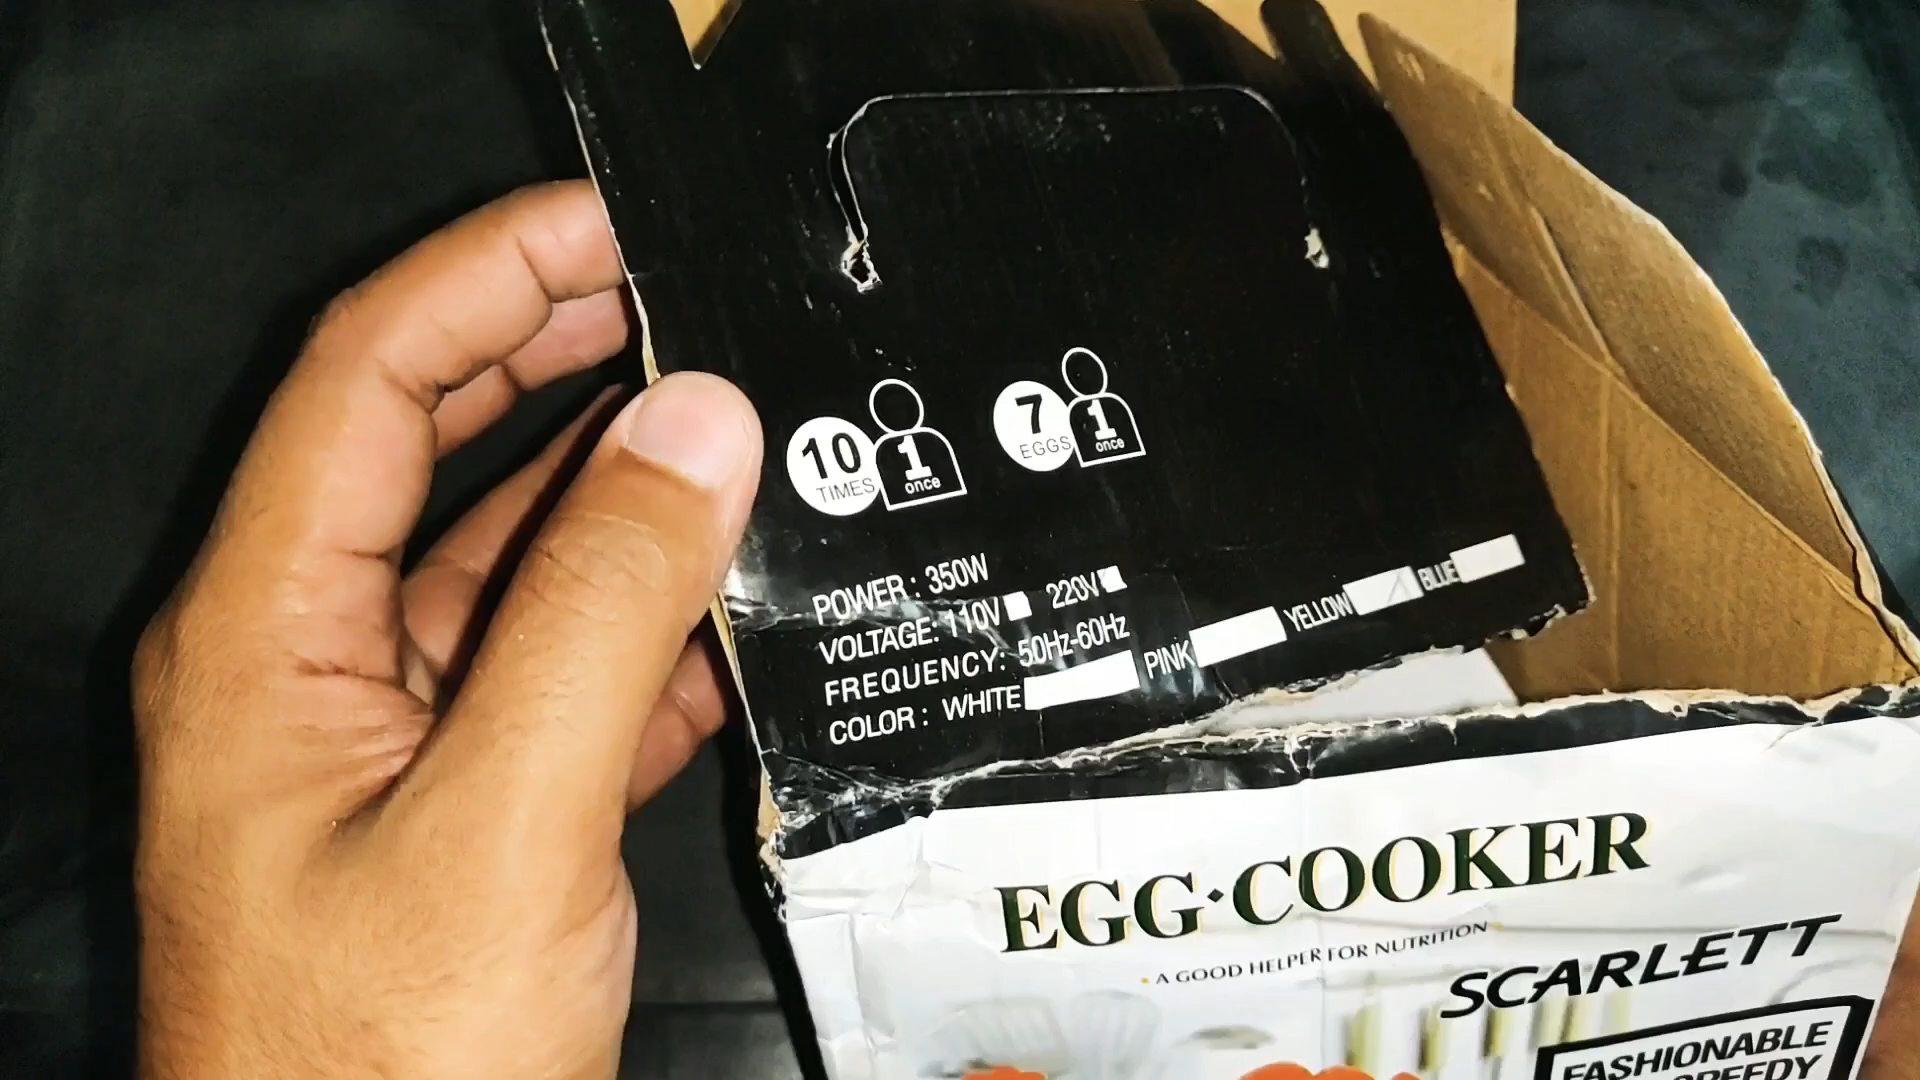 10
TIMES
1
once
7
EGGS
1
once
POWER : 350W
VOLTAGE: 110V 220V
FREQUENCY: 50Hz-60Hz
COLOR : WHITE PINK YELLOW BLUE
EGG·COOKER
• A GOOD HELPER FOR NUTRITION •
SCARLETT
FASHIONABLE
SPEEDY